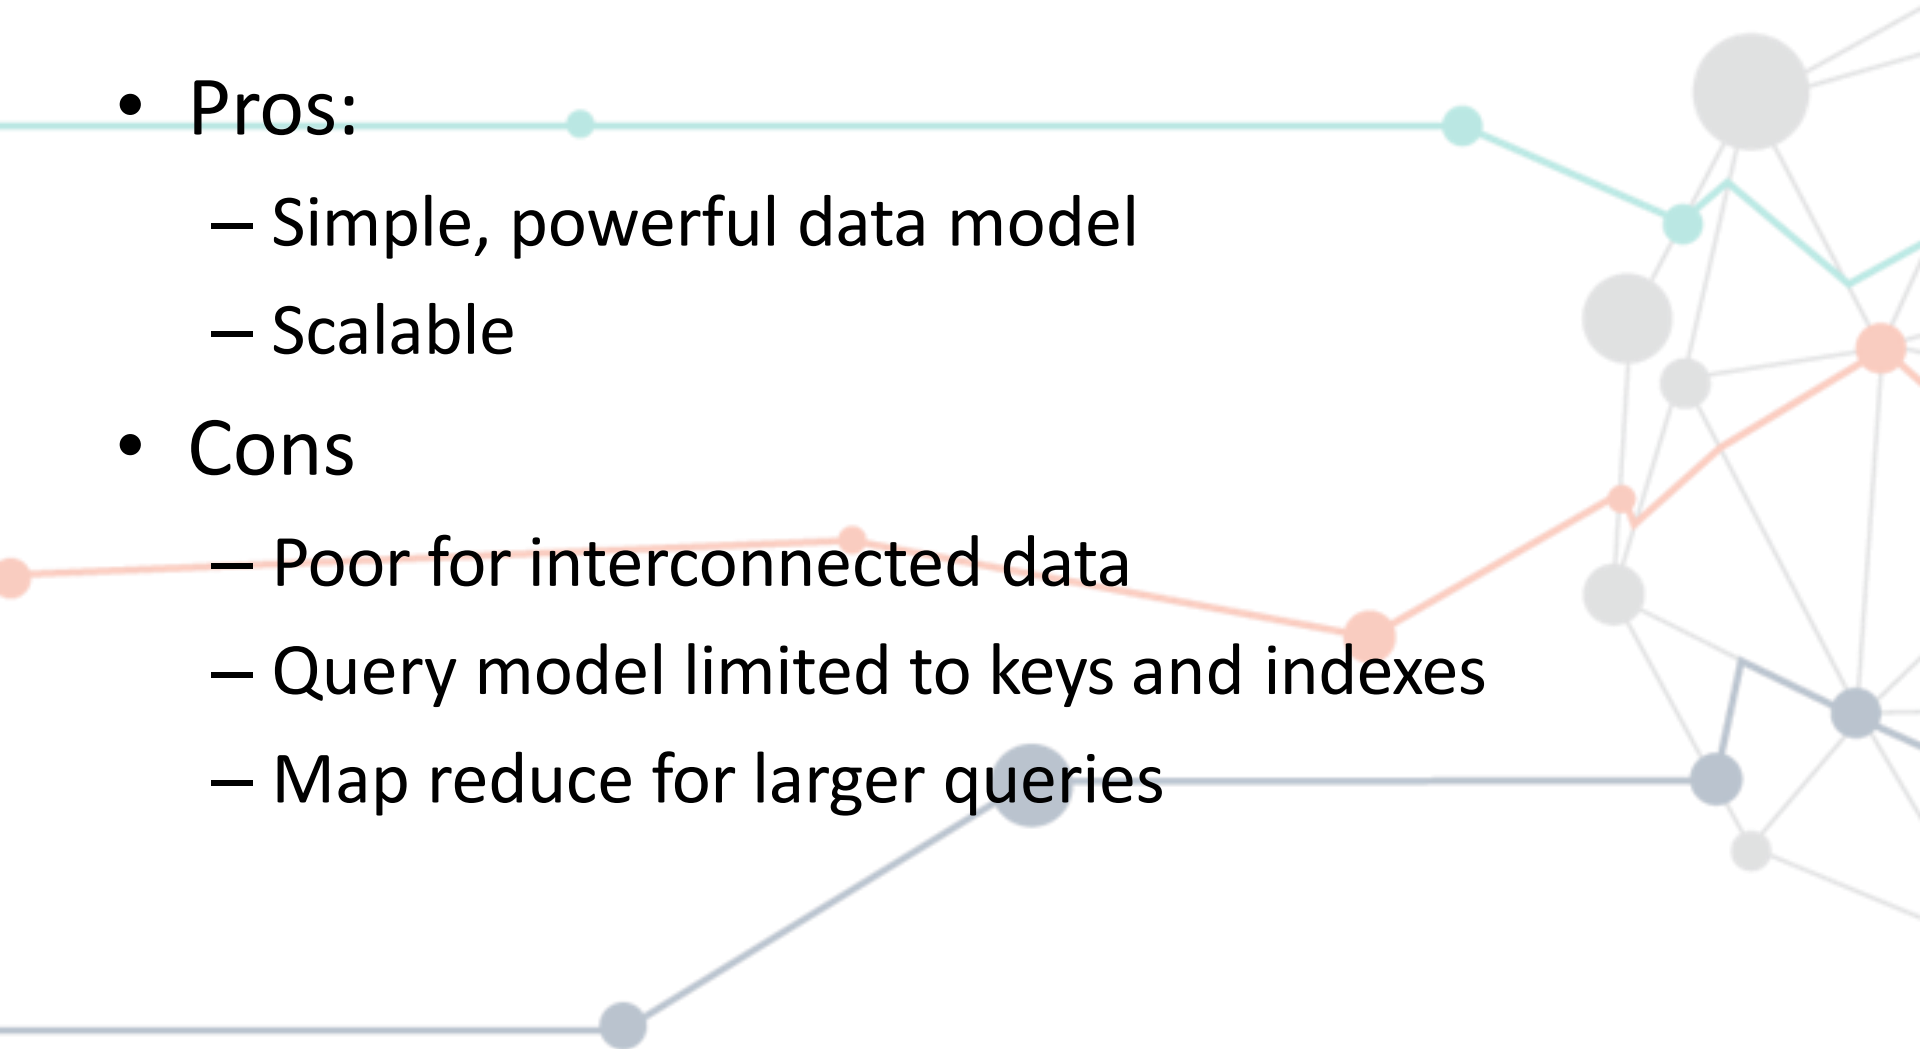 • Pros:
– Simple, powerful data model
– Scalable
• Cons
– Poor for interconnected data
– Query model limited to keys and indexes
– Map reduce for larger queries